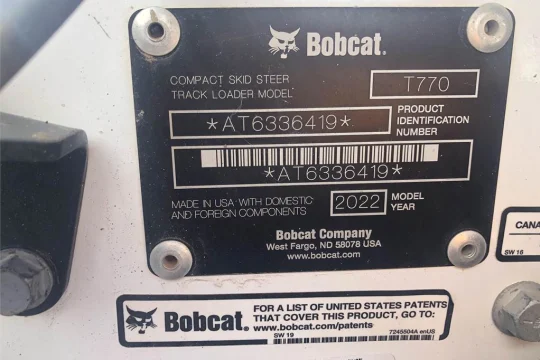 Bobcat.
COMPACT SKID STEER
TRACK LOADER MODEL
T770
*AT6336419*
PRODUCT
IDENTIFICATION
NUMBER
*AT6336419*
MADE IN USA WITH DOMESTIC
AND FOREIGN COMPONENTS
2022
MODEL
YEAR
Bobcat Company
West Fargo, ND 58078 USA
www.bobcat.com
CANA
SW 16
Bobcat.
FOR A LIST OF UNITED STATES PATENTS
THAT COVER THIS PRODUCT, GO TO:
www.bobcat.com/patents
SW 19
7245504A enUS